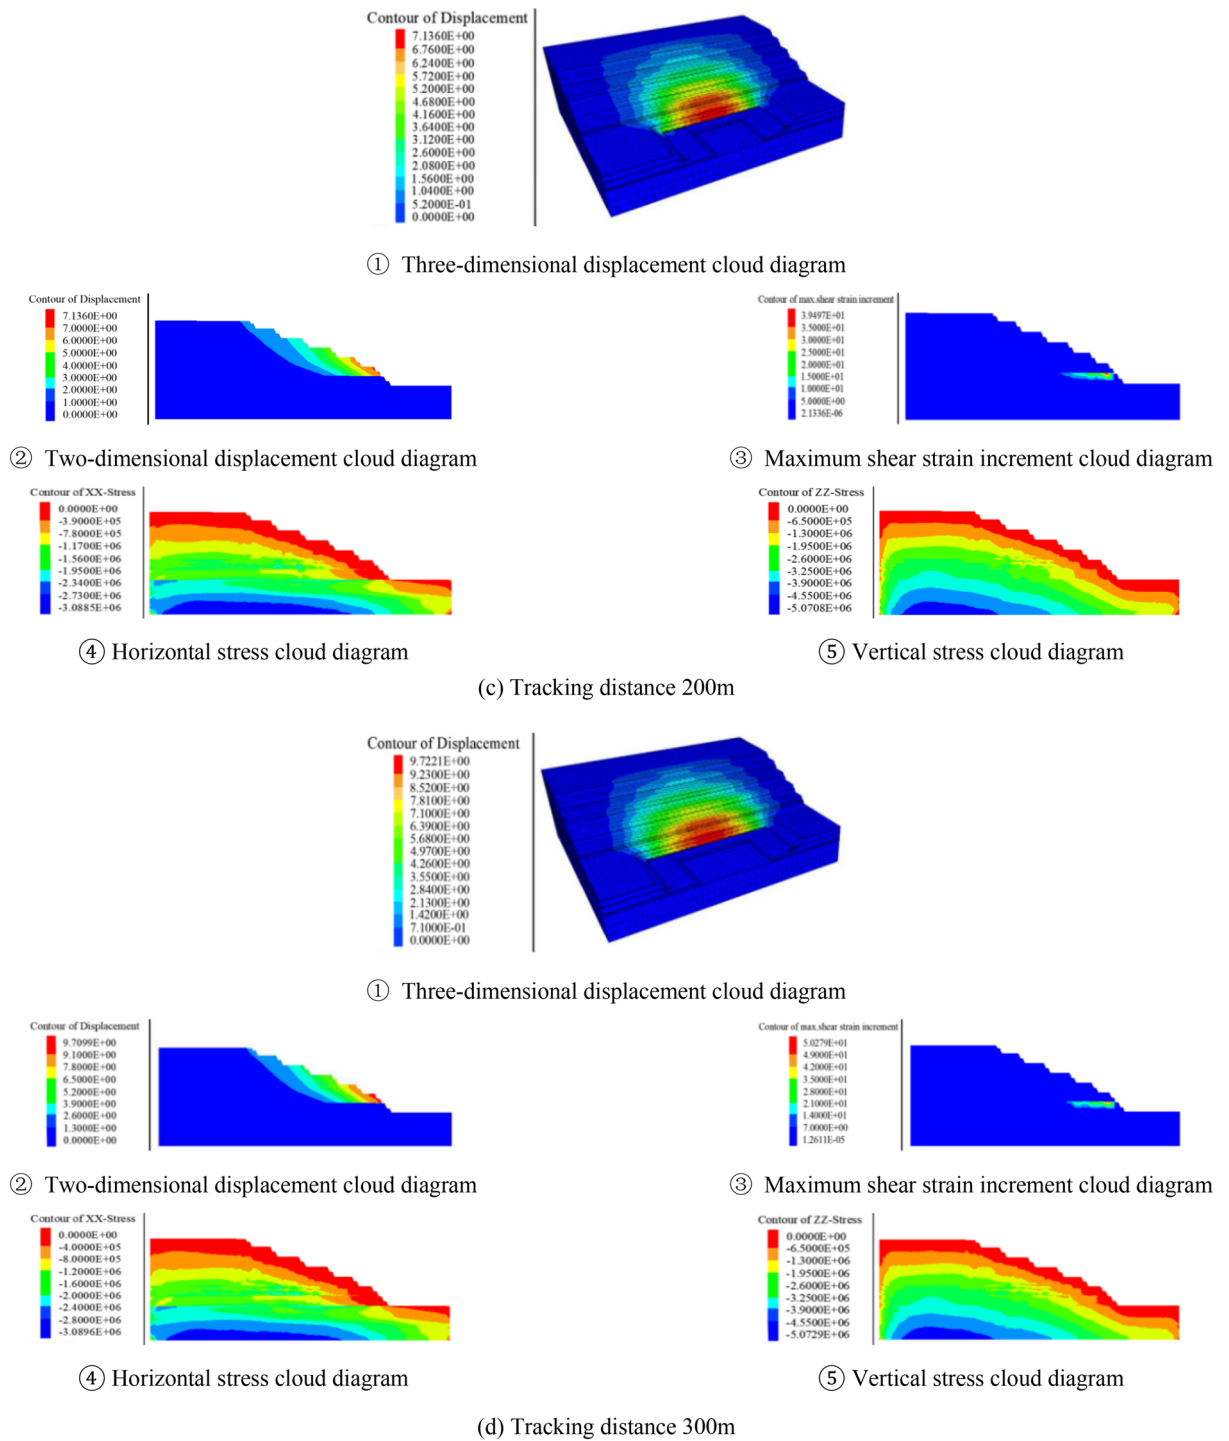 Contour of Displacement
7.1360E+00
6.7600E+00
6.2400E+00
5.7200E+00
5.2000E+00
4.6800E+00
4.1600E+00
3.6400E+00
3.1200E+00
2.6000E+00
2.0800E+00
1.5600E+00
1.0400E+00
5.2000E-01
0.0000E+00
① Three-dimensional displacement cloud diagram
Contour of Displacement
7.1360E+00
7.0000E+00
6.0000E+00
5.0000E+00
4.0000E+00
3.0000E+00
2.0000E+00
1.0000E+00
0.0000E+00
Contour of max.shear strain increment
3.9497E+01
3.5000E+01
3.0000E+01
2.5000E+01
2.0000E+01
1.5000E+01
1.0000E+01
5.0000E+00
2.1336E-06
② Two-dimensional displacement cloud diagram
③ Maximum shear strain increment cloud diagram
Contour of XX-Stress
0.0000E+00
-3.9000E+05
-7.8000E+05
-1.1700E+06
-1.5600E+06
-1.9500E+06
-2.3400E+06
-2.7300E+06
-3.0885E+06
Contour of ZZ-Stress
0.0000E+00
-6.5000E+05
-1.3000E+06
-1.9500E+06
-2.6000E+06
-3.2500E+06
-3.9000E+06
-4.5500E+06
-5.0708E+06
④ Horizontal stress cloud diagram
⑤ Vertical stress cloud diagram
(c) Tracking distance 200m
Contour of Displacement
9.7221E+00
9.2300E+00
8.5200E+00
7.8100E+00
7.1000E+00
6.3900E+00
5.6800E+00
4.9700E+00
4.2600E+00
3.5500E+00
2.8400E+00
2.1300E+00
1.4200E+00
7.1000E-01
0.0000E+00
① Three-dimensional displacement cloud diagram
Contour of Displacement
9.7099E+00
9.1000E+00
7.8000E+00
6.5000E+00
5.2000E+00
3.9000E+00
2.6000E+00
1.3000E+00
0.0000E+00
Contour of max.shear strain increment
5.0279E+01
4.9000E+01
4.2000E+01
3.5000E+01
2.8000E+01
2.1000E+01
1.4000E+01
7.0000E+00
1.2611E-05
② Two-dimensional displacement cloud diagram
③ Maximum shear strain increment cloud diagram
Contour of XX-Stress
0.0000E+00
-4.0000E+05
-8.0000E+05
-1.2000E+06
-1.6000E+06
-2.0000E+06
-2.4000E+06
-2.8000E+06
-3.0896E+06
Contour of ZZ-Stress
0.0000E+00
-6.5000E+05
-1.3000E+06
-1.9500E+06
-2.6000E+06
-3.2500E+06
-3.9000E+06
-4.5500E+06
-5.0729E+06
④ Horizontal stress cloud diagram
⑤ Vertical stress cloud diagram
(d) Tracking distance 300m